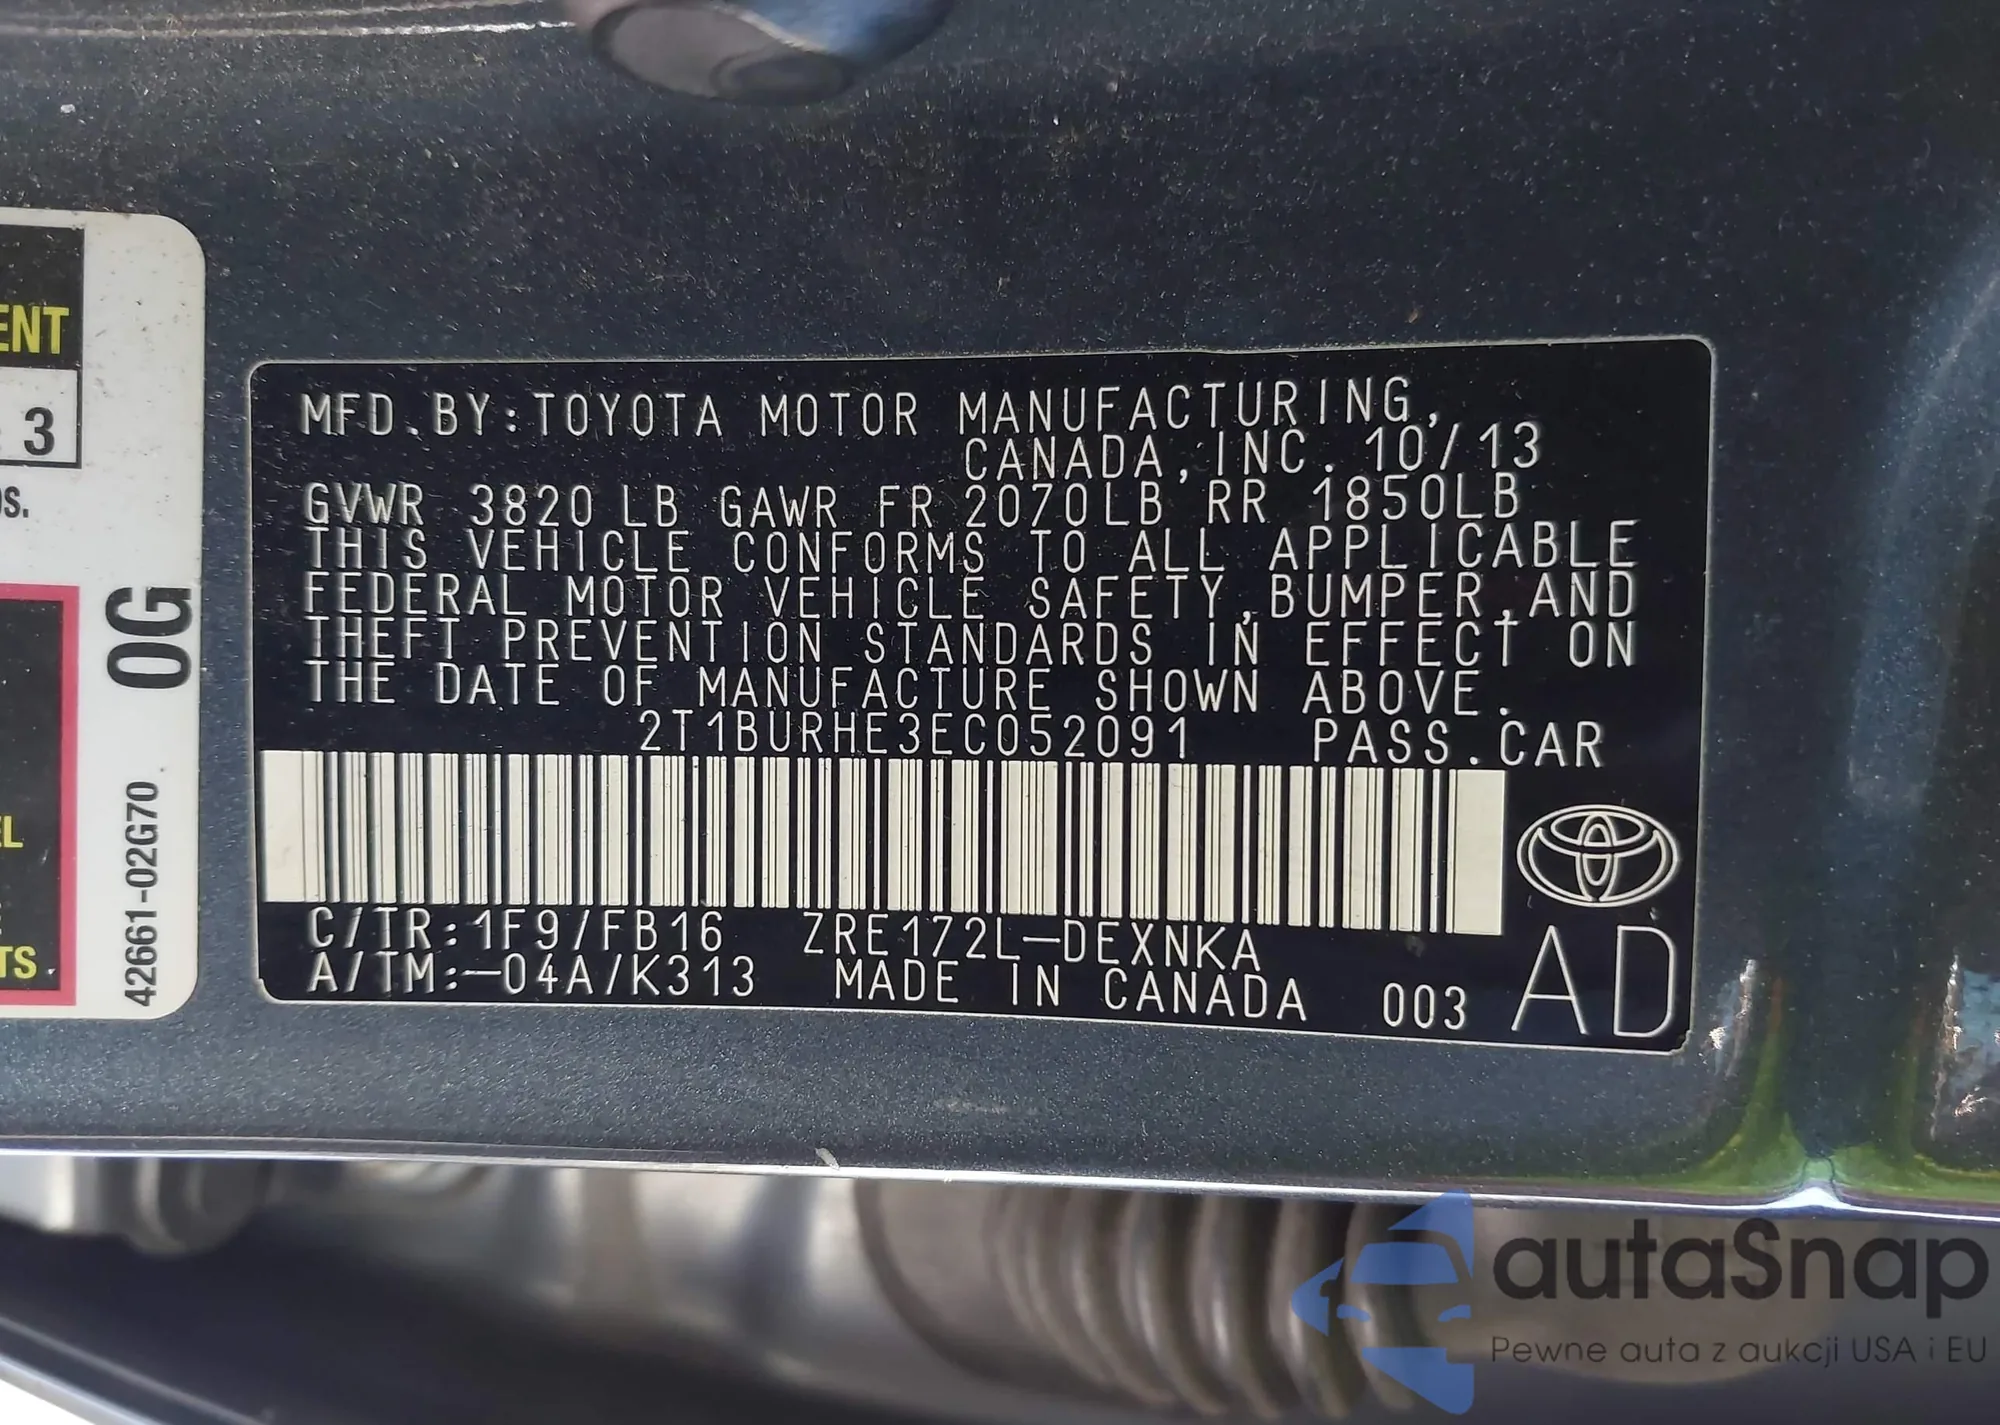 MFD.BY:TOYOTA MOTOR MANUFACTURING,
CANADA, INC. 10/13
GVWR 3820 LB GAWR FR 2070LB RR 1850LB
THIS VEHICLE CONFORMS TO ALL APPLICABLE
FEDERAL MOTOR VEHICLE SAFETY, BUMPER, AND
THEFT PREVENTION STANDARDS IN EFFECT ON
THE DATE OF MANUFACTURE SHOWN ABOVE.
2T1BURHE3EC052091 PASS.CAR
C/TR:1F9/FB16 ZRE172L-DEXNKA
A/TM:-04A/K313 MADE IN CANADA 003 AD
ENT
3
OS.
EL
TS.
0G
42661-02G70
autaSnap
Pewne auta z aukcji USA i EU